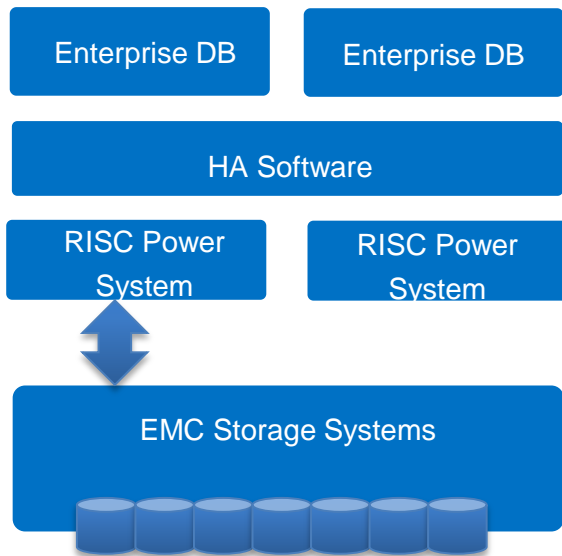 Enterprise DB
Enterprise DB
HA Software
RISC Power
System
RISC Power
System
EMC Storage Systems